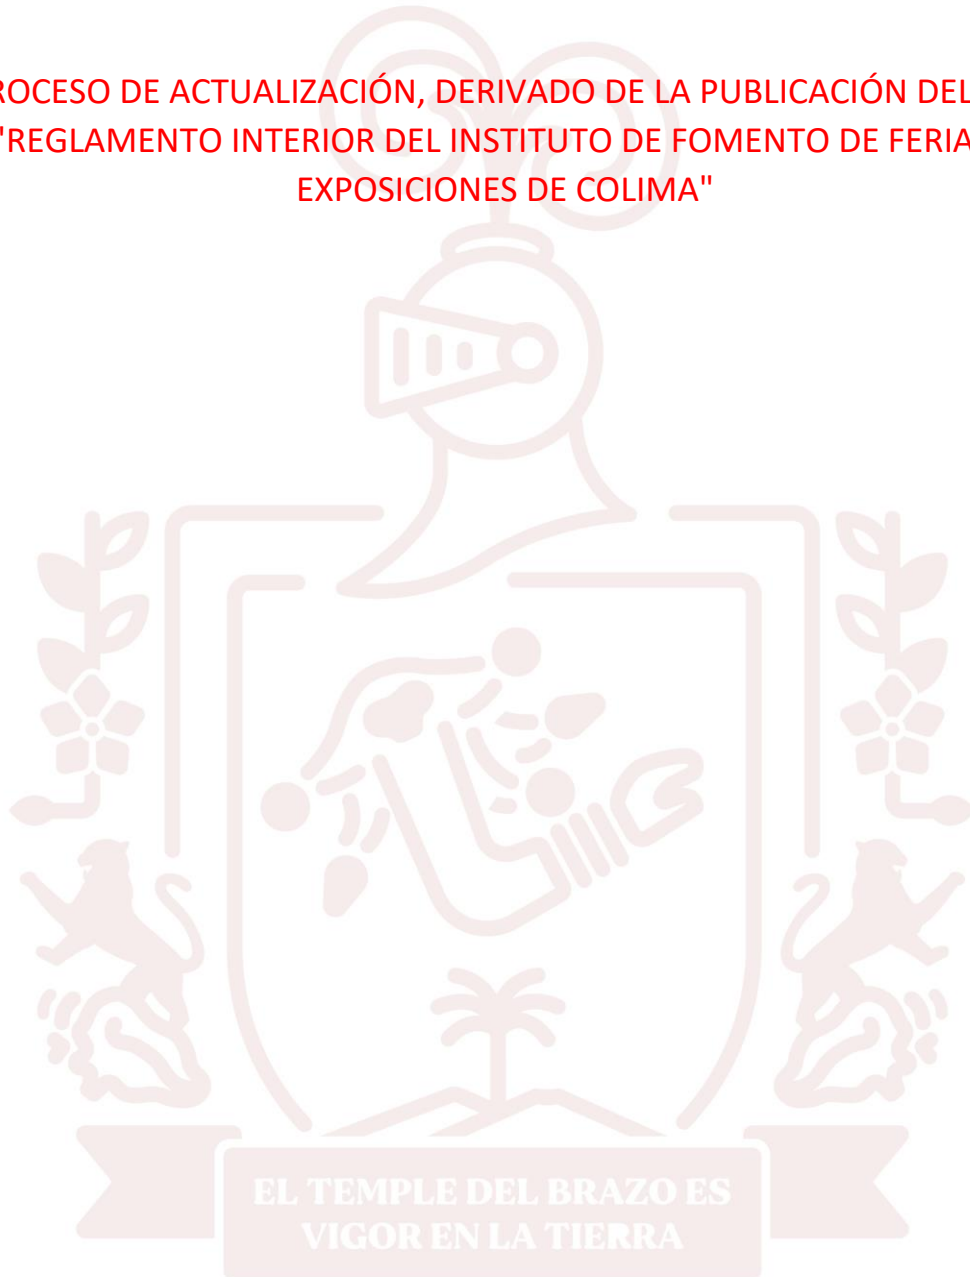 ROCESO DE ACTUALIZACIÓN, DERIVADO DE LA PUBLICACIÓN DEL
"REGLAMENTO INTERIOR DEL INSTITUTO DE FOMENTO DE FERIA
EXPOSICIONES DE COLIMA"
EL TEMPLE DEL BRAZO ES
VIGOR EN LA TIERRA